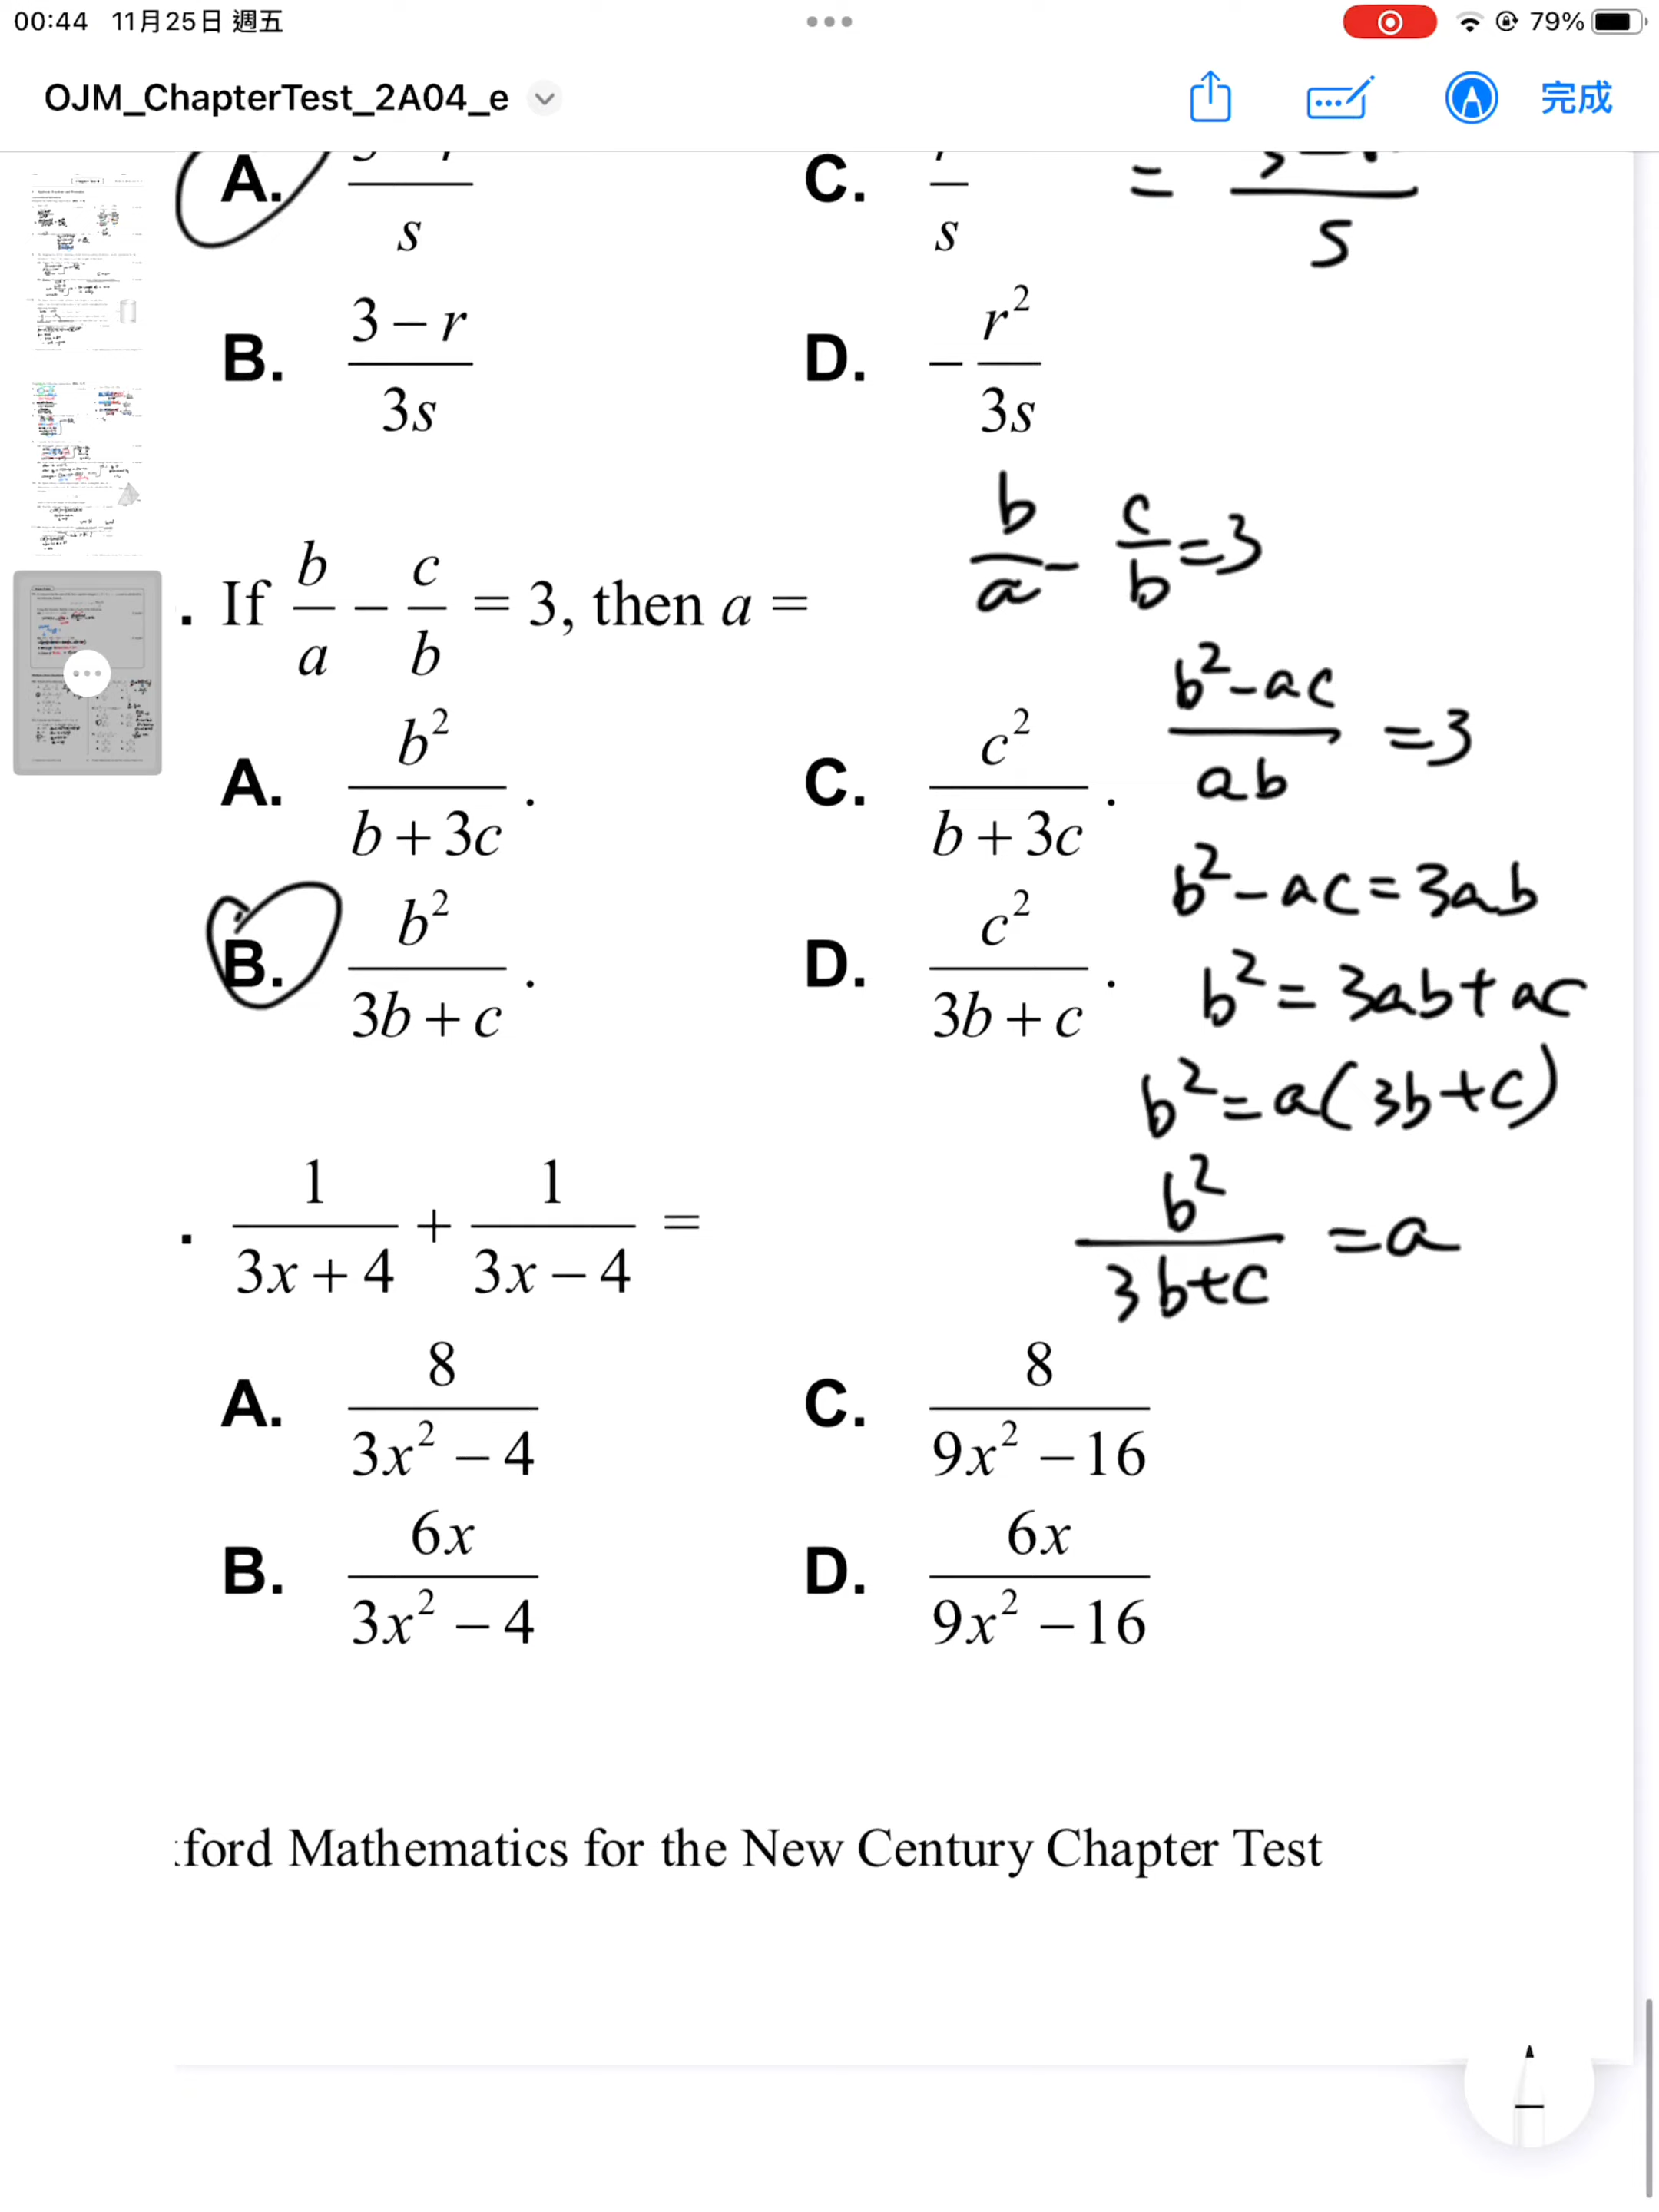 00:44 11月25日 週五
79%
OJM_ChapterTest_2A04_e
完成
A. s
C. s
= s
B. 3 − r / 3s
D. − r² / 3s
b/a − c/b = 3
. If b/a − c/b = 3, then a =
b²−ac / ab = 3
A. b² / b + 3c .
C. c² / b + 3c .
b²−ac=3ab
B. b² / 3b + c .
D. c² / 3b + c .
b²=3ab+ac
b²=a(3b+c)
b² / 3b+c = a
. 1 / 3x + 4 + 1 / 3x − 4 =
A. 8 / 3x² − 4
C. 8 / 9x² − 16
B. 6x / 3x² − 4
D. 6x / 9x² − 16
ford Mathematics for the New Century Chapter Test